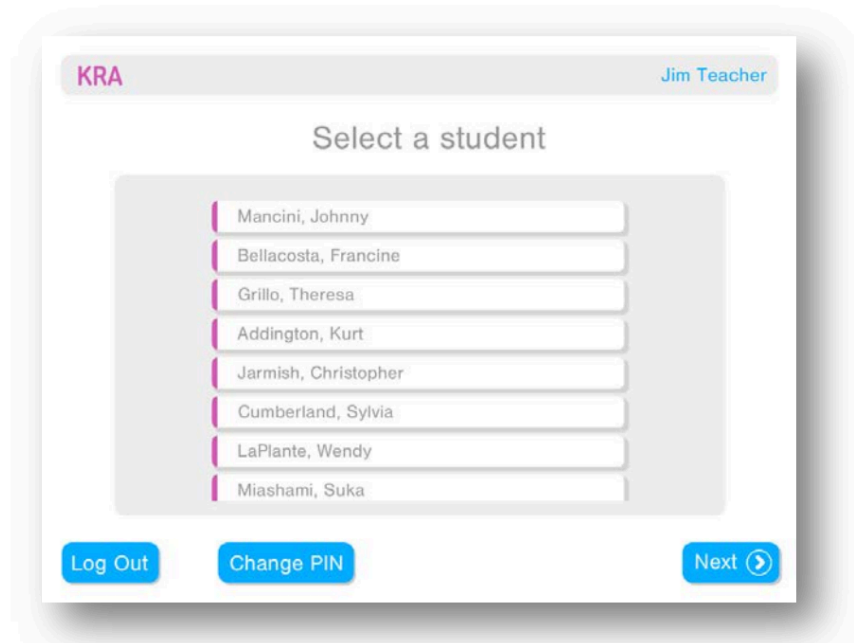 KRA
Jim Teacher
Select a student
Mancini, Johnny
Bellacosta, Francine
Grillo, Theresa
Addington, Kurt
Jarmish, Christopher
Cumberland, Sylvia
LaPlante, Wendy
Miashami, Suka
Log Out
Change PIN
Next